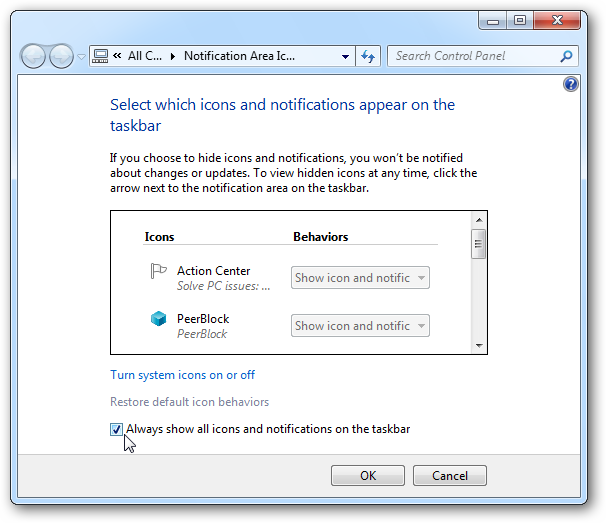 « All C... ▸ Notification Area Ic...
Search Control Panel
Select which icons and notifications appear on the
taskbar
If you choose to hide icons and notifications, you won't be notified
about changes or updates. To view hidden icons at any time, click the
arrow next to the notification area on the taskbar.
Icons Behaviors
Action Center Show icon and notific
Solve PC issues: ...
PeerBlock Show icon and notific
PeerBlock
Turn system icons on or off
Restore default icon behaviors
Always show all icons and notifications on the taskbar
OK Cancel